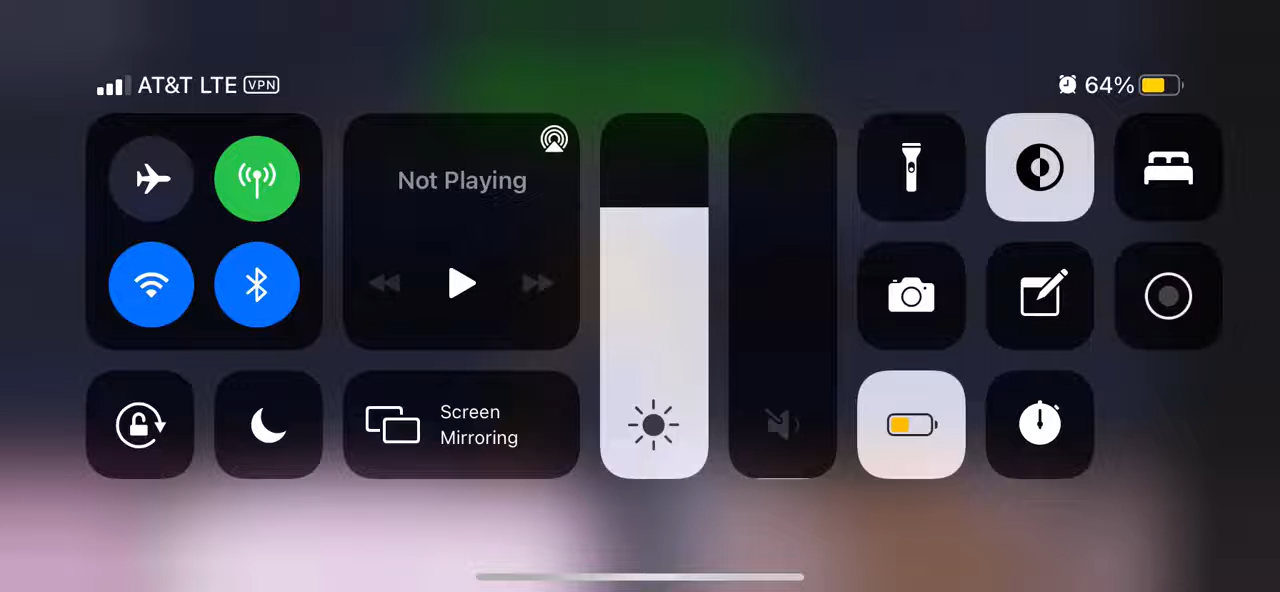 AT&T LTE VPN
64%
Not Playing
Screen
Mirroring